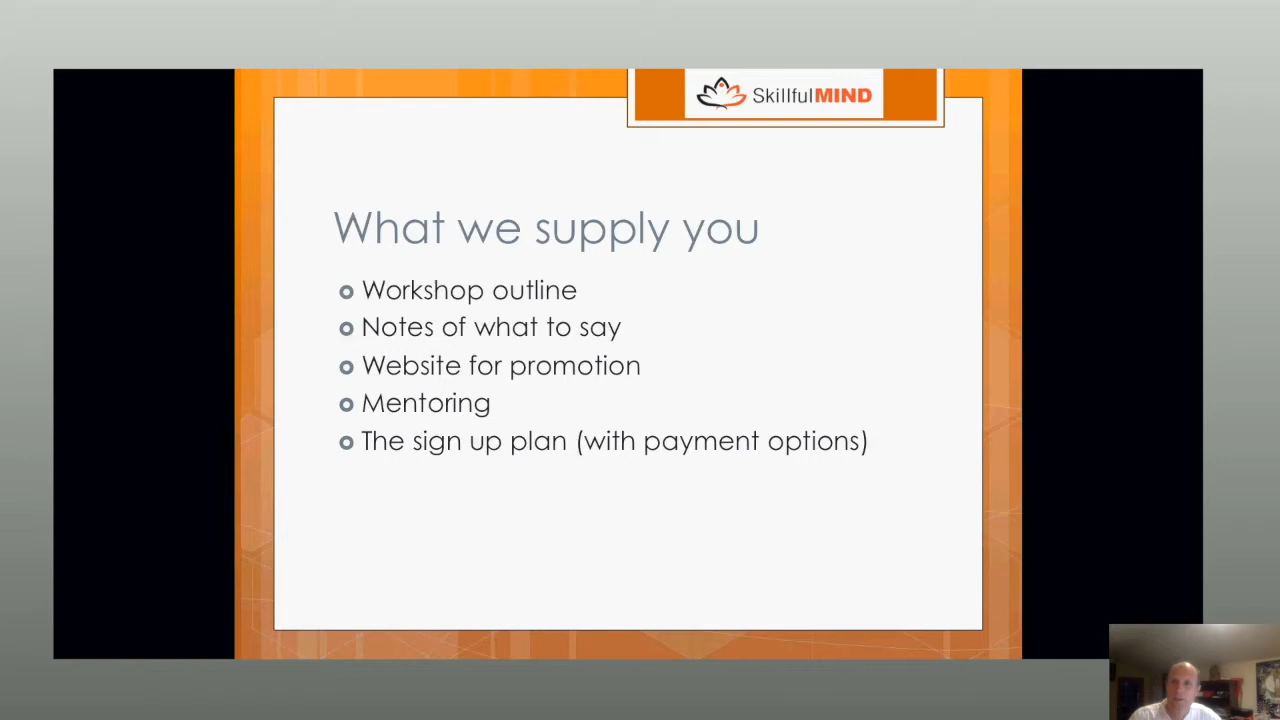 SkillfulMIND
What we supply you
Workshop outline
Notes of what to say
Website for promotion
Mentoring
The sign up plan (with payment options)